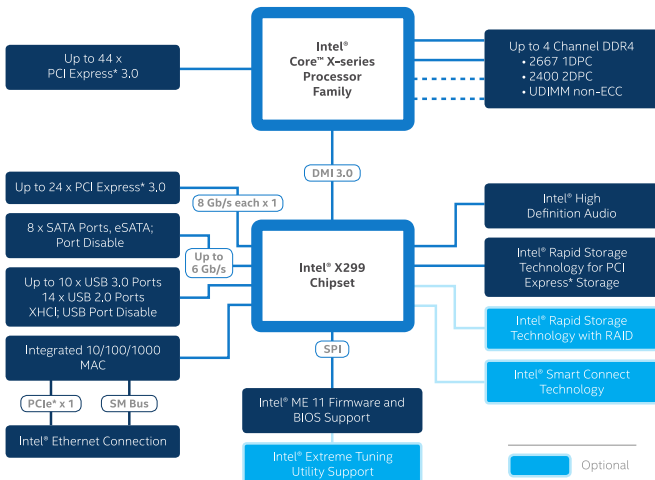 Up to 44 x
PCI Express* 3.0
Intel®
Core™ X-series
Processor
Family
Up to 4 Channel DDR4
• 2667 1DPC
• 2400 2DPC
• UDIMM non-ECC
DMI 3.0
Up to 24 x PCI Express* 3.0
8 Gb/s each x 1
8 x SATA Ports, eSATA;
Port Disable
Up to
6 Gb/s
Up to 10 x USB 3.0 Ports
14 x USB 2.0 Ports
XHCI; USB Port Disable
Integrated 10/100/1000
MAC
PCIe* x 1
SM Bus
Intel® Ethernet Connection
Intel® X299
Chipset
SPI
Intel® ME 11 Firmware and
BIOS Support
Intel® Extreme Tuning
Utility Support
Intel® High
Definition Audio
Intel® Rapid Storage
Technology for PCI
Express* Storage
Intel® Rapid Storage
Technology with RAID
Intel® Smart Connect
Technology
Optional